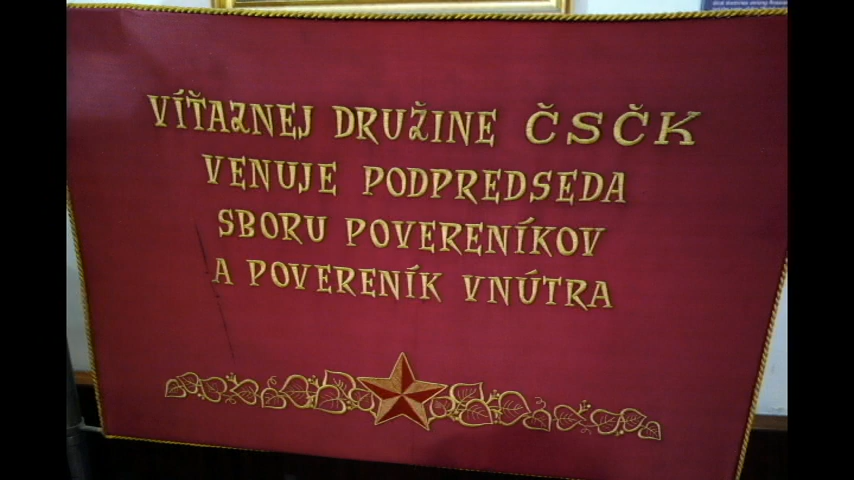 VÍŤAZNEJ DRUŽINE ČSČK
VENUJE PODPREDSEDA
SBORU POVERENÍKOV
A POVERENÍK VNÚTRA